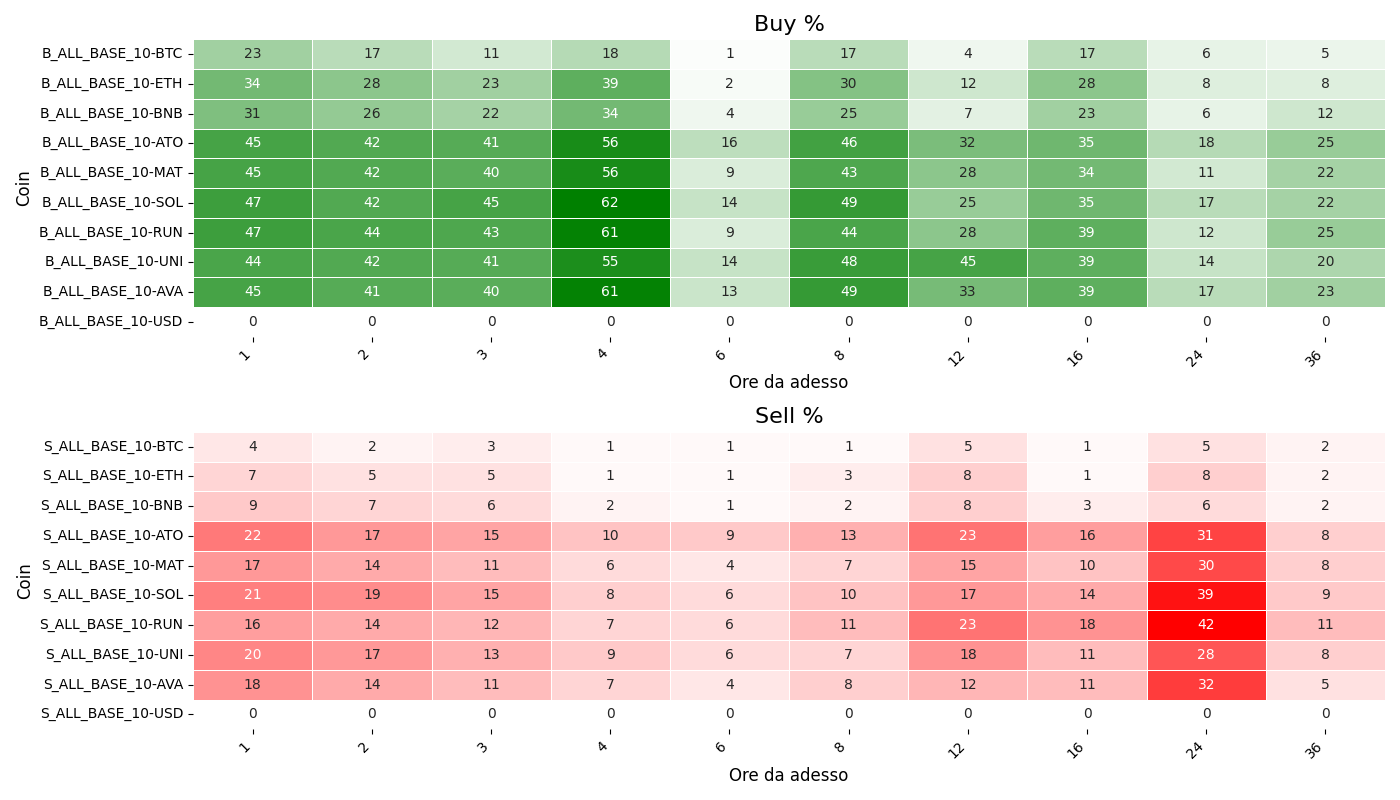 Buy %
Coin
B_ALL_BASE_10-BTC 23 17 11 18 1 17 4 17 6 5
B_ALL_BASE_10-ETH 34 28 23 39 2 30 12 28 8 8
B_ALL_BASE_10-BNB 31 26 22 34 4 25 7 23 6 12
B_ALL_BASE_10-ATO 45 42 41 56 16 46 32 35 18 25
B_ALL_BASE_10-MAT 45 42 40 56 9 43 28 34 11 22
B_ALL_BASE_10-SOL 47 42 45 62 14 49 25 35 17 22
B_ALL_BASE_10-RUN 47 44 43 61 9 44 28 39 12 25
B_ALL_BASE_10-UNI 44 42 41 55 14 48 45 39 14 20
B_ALL_BASE_10-AVA 45 41 40 61 13 49 33 39 17 23
B_ALL_BASE_10-USD 0 0 0 0 0 0 0 0 0 0
1 2 3 4 6 8 12 16 24 36
Ore da adesso
Sell %
Coin
S_ALL_BASE_10-BTC 4 2 3 1 1 1 5 1 5 2
S_ALL_BASE_10-ETH 7 5 5 1 1 3 8 1 8 2
S_ALL_BASE_10-BNB 9 7 6 2 1 2 8 3 6 2
S_ALL_BASE_10-ATO 22 17 15 10 9 13 23 16 31 8
S_ALL_BASE_10-MAT 17 14 11 6 4 7 15 10 30 8
S_ALL_BASE_10-SOL 21 19 15 8 6 10 17 14 39 9
S_ALL_BASE_10-RUN 16 14 12 7 6 11 23 18 42 11
S_ALL_BASE_10-UNI 20 17 13 9 6 7 18 11 28 8
S_ALL_BASE_10-AVA 18 14 11 7 4 8 12 11 32 5
S_ALL_BASE_10-USD 0 0 0 0 0 0 0 0 0 0
1 2 3 4 6 8 12 16 24 36
Ore da adesso